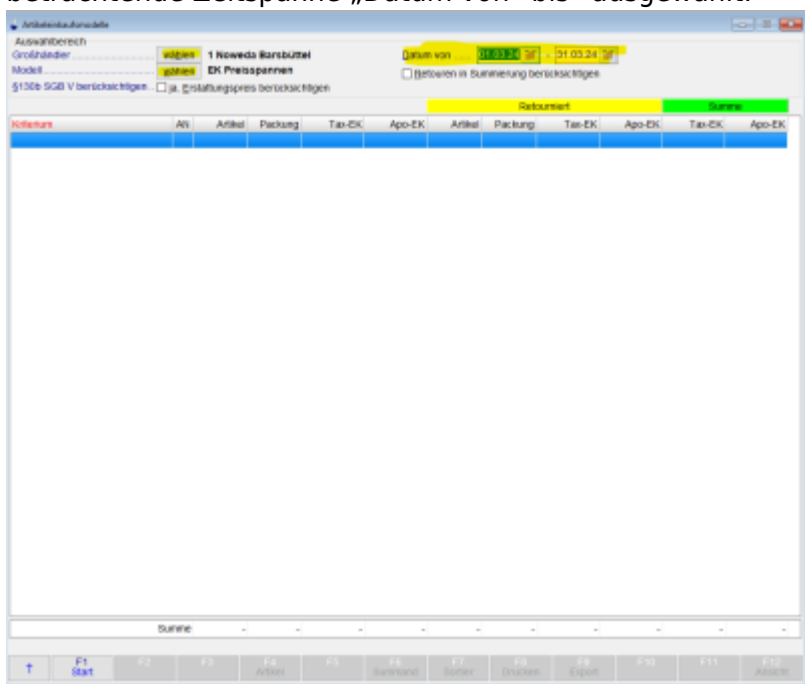 betrachtende Zeitspanne „Datum von" bis" ausgewählt.
Artikeleinkaufsmodelle
Auswahlbereich
Großhändler wählen 1 Noweda Barsbüttel Datum von 01.03.24 - 31.03.24
Modell wählen EK Preisspannen Retouren in Summierung berücksichtigen
§130b SGB V berücksichtigen ja, Erstattungspreis berücksichtigen
Retourniert Summe
Kriterium AN Artikel Packung Tax-EK Apo-EK Artikel Packung Tax-EK Apo-EK Tax-EK Apo-EK
Summe - - - - - - - - - -
↑ F1 F2 F3 F4 F5 F6 F7 F8 F9 F10 F11 F12
Start Artikel Summand Sortier Drucken Export Ansicht